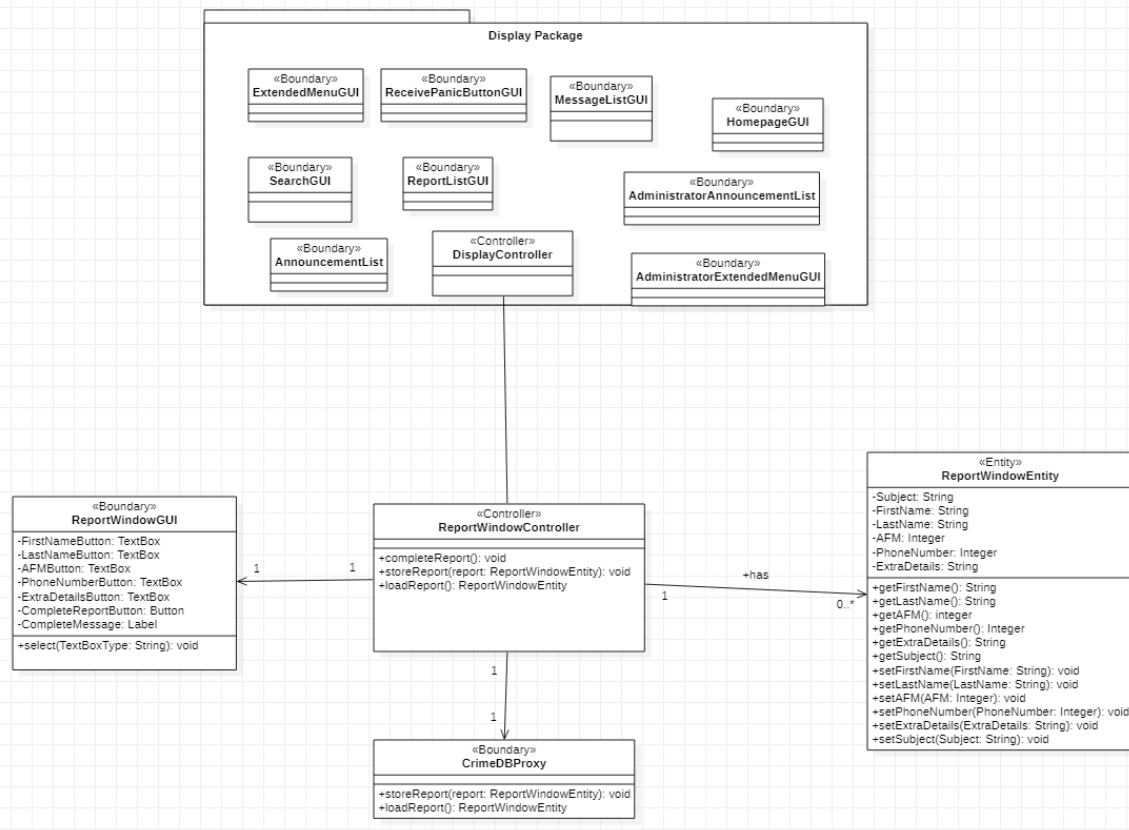 Display Package
«Boundary»
ExtendedMenuGUI
«Boundary»
ReceivePanicButtonGUI
«Boundary»
MessageListGUI
«Boundary»
HomepageGUI
«Boundary»
SearchGUI
«Boundary»
ReportListGUI
«Boundary»
AdministratorAnnouncementList
«Boundary»
AnnouncementList
«Controller»
DisplayController
«Boundary»
AdministratorExtendedMenuGUI
«Boundary»
ReportWindowGUI
-FirstNameButton: TextBox
-LastNameButton: TextBox
-AFMButton: TextBox
-PhoneNumberButton: TextBox
-ExtraDetailsButton: TextBox
-CompleteReportButton: Button
-CompleteMessage: Label
+select(TextBoxType: String): void
1
1
«Controller»
ReportWindowController
+completeReport(): void
+storeReport(report: ReportWindowEntity): void
+loadReport(): ReportWindowEntity
+has
1
0..*
«Entity»
ReportWindowEntity
-Subject: String
-FirstName: String
-LastName: String
-AFM: Integer
-PhoneNumber: Integer
-ExtraDetails: String
+getFirstName(): String
+getLastName(): String
+getAFM(): integer
+getPhoneNumber(): Integer
+getExtraDetails(): String
+getSubject(): String
+setFirstName(FirstName: String): void
+setLastName(LastName: String): void
+setAFM(AFM: Integer): void
+setPhoneNumber(PhoneNumber: Integer): void
+setExtraDetails(ExtraDetails: String): void
+setSubject(Subject: String): void
1
1
«Boundary»
CrimeDBProxy
+storeReport(report: ReportWindowEntity): void
+loadReport(): ReportWindowEntity